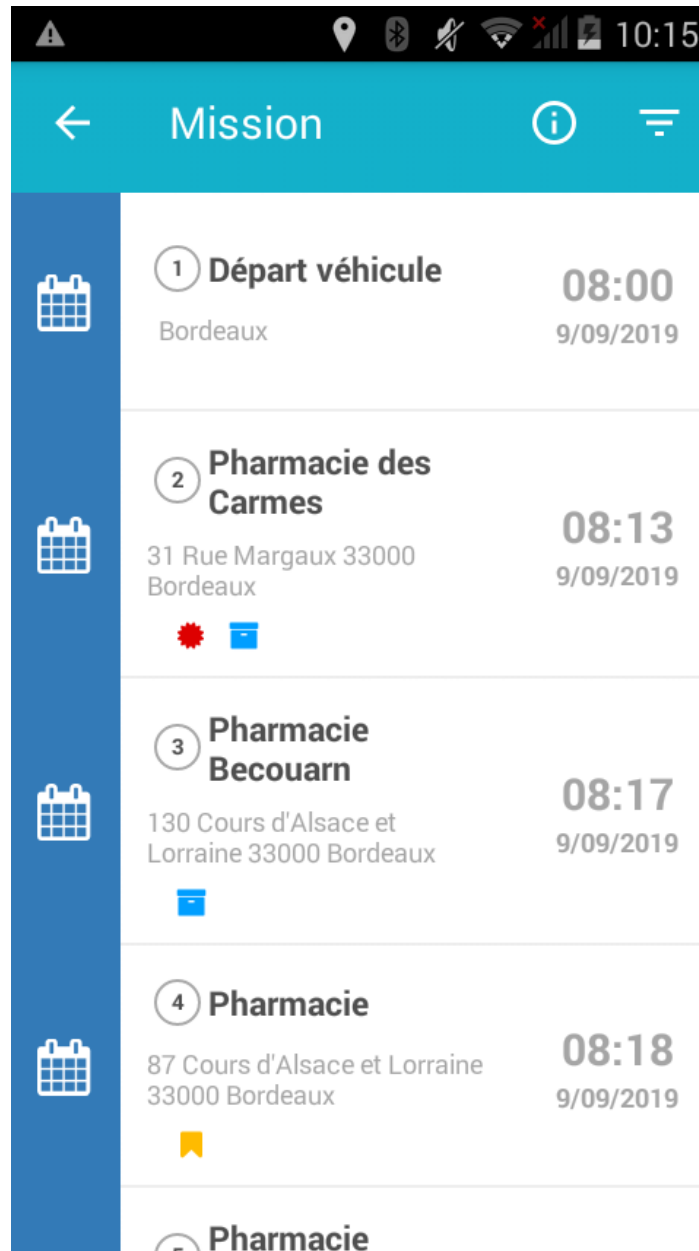 10:15
Mission
1 Départ véhicule
08:00
Bordeaux
9/09/2019
2 Pharmacie des
Carmes
08:13
31 Rue Margaux 33000
Bordeaux
9/09/2019
3 Pharmacie
Becouarn
08:17
130 Cours d'Alsace et
Lorraine 33000 Bordeaux
9/09/2019
4 Pharmacie
08:18
87 Cours d'Alsace et Lorraine
33000 Bordeaux
9/09/2019
Pharmacie